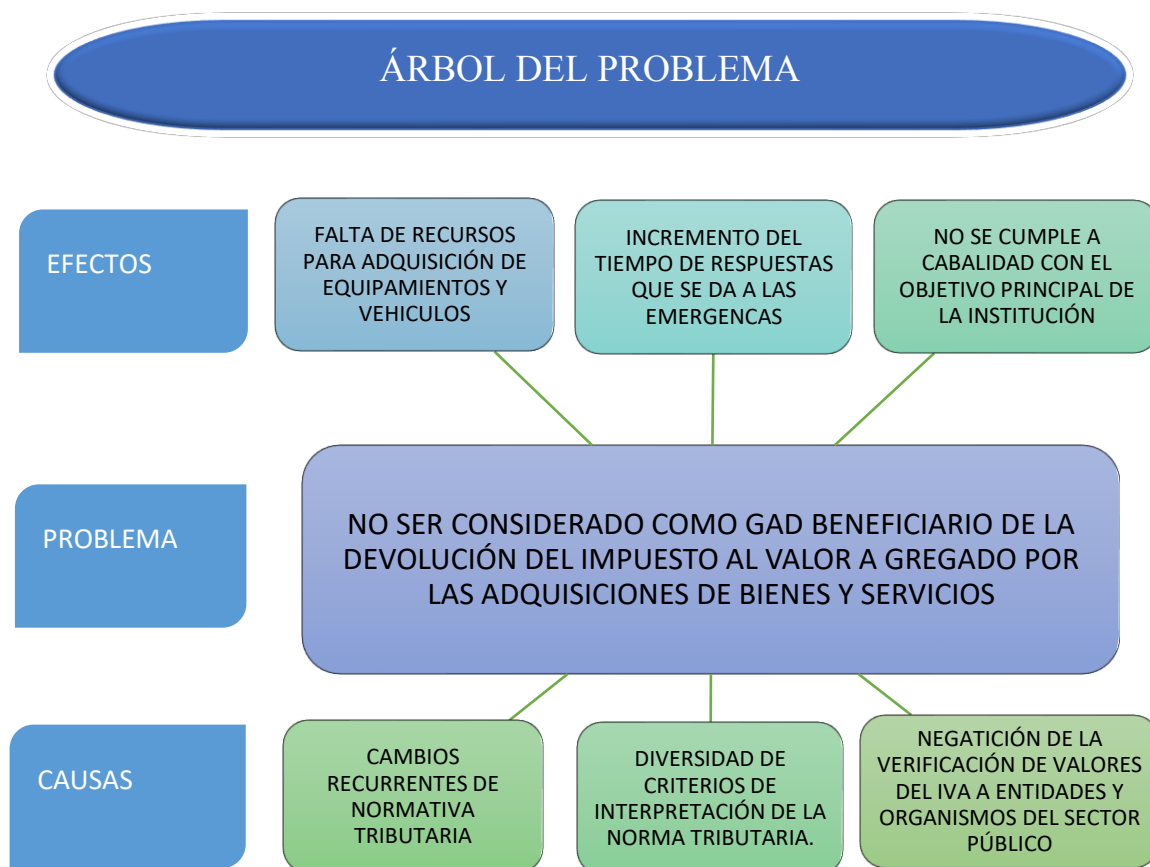 ÁRBOL DEL PROBLEMA
EFECTOS
FALTA DE RECURSOS
PARA ADQUISICIÓN DE
EQUIPAMIENTOS Y
VEHICULOS
INCREMENTO DEL
TIEMPO DE RESPUESTAS
QUE SE DA A LAS
EMERGENCAS
NO SE CUMPLE A
CABALIDAD CON EL
OBJETIVO PRINCIPAL DE
LA INSTITUCIÓN
PROBLEMA
NO SER CONSIDERADO COMO GAD BENEFICIARIO DE LA
DEVOLUCIÓN DEL IMPUESTO AL VALOR A GREGADO POR
LAS ADQUISICIONES DE BIENES Y SERVICIOS
CAUSAS
CAMBIOS
RECURRENTES DE
NORMATIVA
TRIBUTARIA
DIVERSIDAD DE
CRITERIOS DE
INTERPRETACIÓN DE LA
NORMA TRIBUTARIA.
NEGATICIÓN DE LA
VERIFICACIÓN DE VALORES
DEL IVA A ENTIDADES Y
ORGANISMOS DEL SECTOR
PÚBLICO